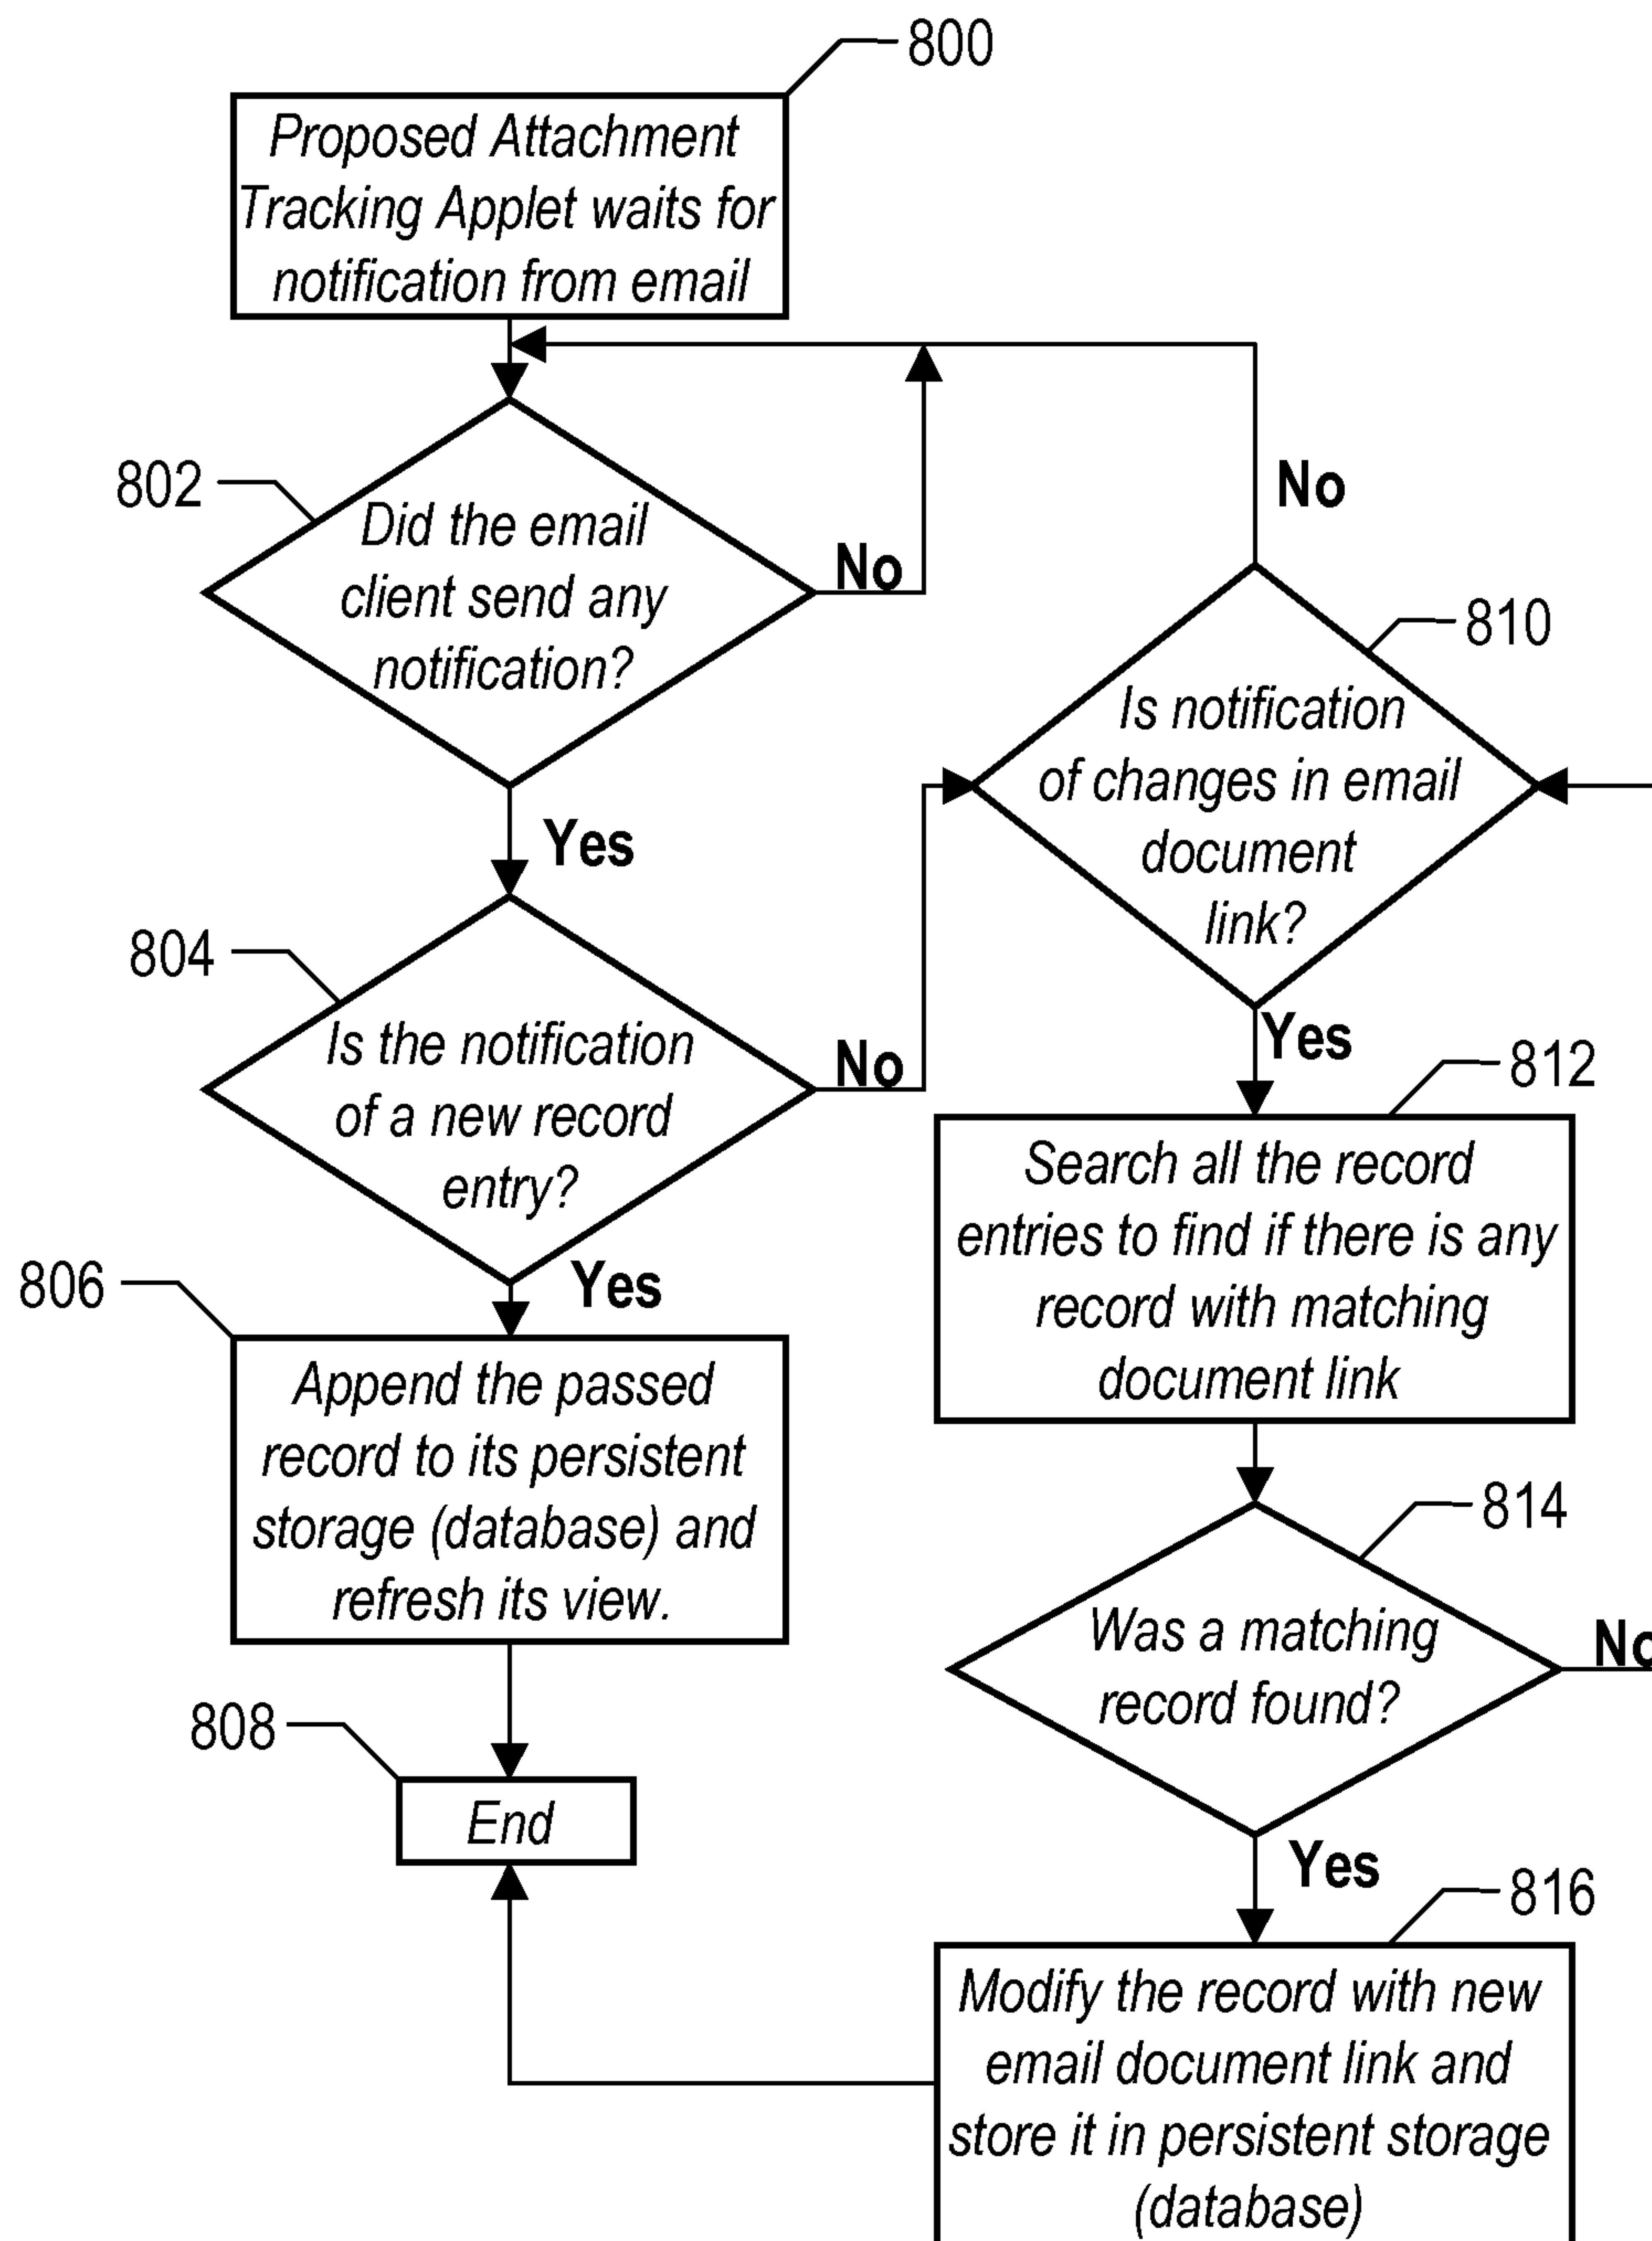 800
Proposed Attachment
Tracking Applet waits for
notification from email
802
Did the email
client send any
notification?
No
Yes
804
Is the notification
of a new record
entry?
No
Yes
806
Append the passed
record to its persistent
storage (database) and
refresh its view.
808
End
No
810
Is notification
of changes in email
document
link?
Yes
812
Search all the record
entries to find if there is any
record with matching
document link
814
Was a matching
record found?
No
Yes
816
Modify the record with new
email document link and
store it in persistent storage
(database)